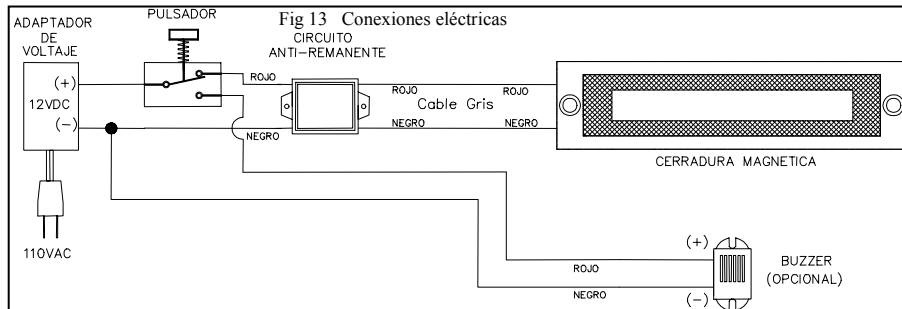 Fig 13 Conexiones eléctricas
ADAPTADOR
DE
VOLTAJE
PULSADOR
CIRCUITO
ANTI-REMANENTE
(+)
12VDC
(-)
110VAC
ROJO
NEGRO
ROJO
Cable Gris
ROJO
NEGRO
NEGRO
CERRADURA MAGNETICA
(+)
ROJO
NEGRO
(-)
BUZZER
(OPCIONAL)